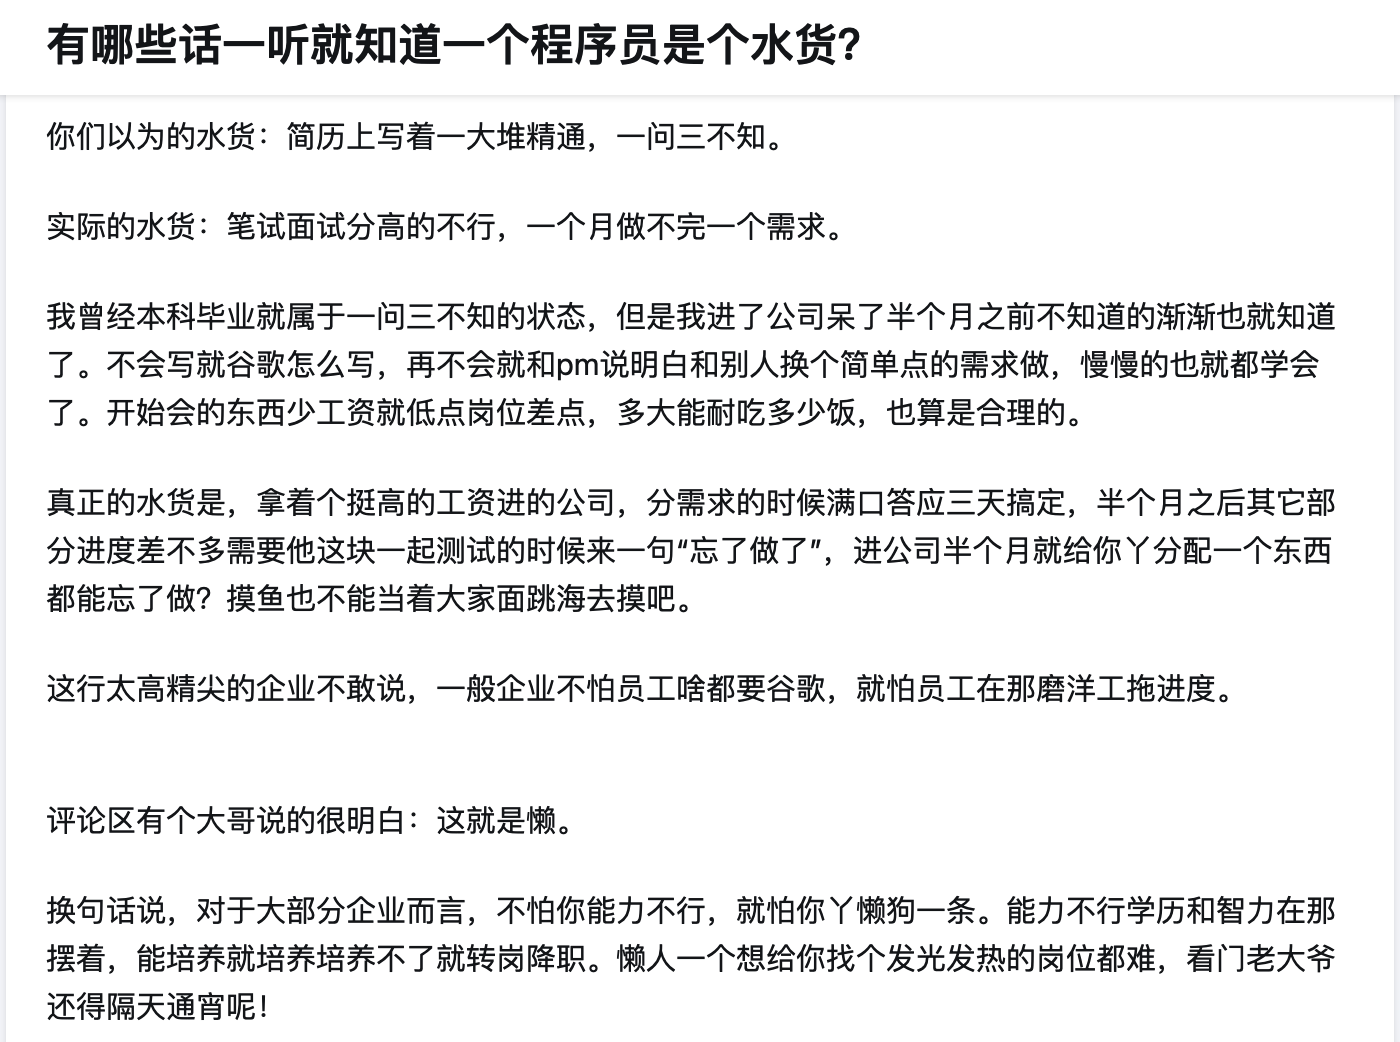 有哪些话一听就知道一个程序员是个水货?
你们以为的水货：简历上写着一大堆精通，一问三不知。
实际的水货：笔试面试分高的不行，一个月做不完一个需求。
我曾经本科毕业就属于一问三不知的状态，但是我进了公司呆了半个月之前不知道的渐渐也就知道
了。不会写就谷歌怎么写，再不会就和pm说明白和别人换个简单点的需求做，慢慢的也就都学会
了。开始会的东西少工资就低点岗位差点，多大能耐吃多少饭，也算是合理的。
真正的水货是，拿着个挺高的工资进的公司，分需求的时候满口答应三天搞定，半个月之后其它部
分进度差不多需要他这块一起测试的时候来一句“忘了做了”，进公司半个月就给你丫分配一个东西
都能忘了做？摸鱼也不能当着大家面跳海去摸吧。
这行太高精尖的企业不敢说，一般企业不怕员工啥都要谷歌，就怕员工在那磨洋工拖进度。
评论区有个大哥说的很明白：这就是懒。
换句话说，对于大部分企业而言，不怕你能力不行，就怕你丫懒狗一条。能力不行学历和智力在那
摆着，能培养就培养培养不了就转岗降职。懒人一个想给你找个发光发热的岗位都难，看门老大爷
还得隔天通宵呢！